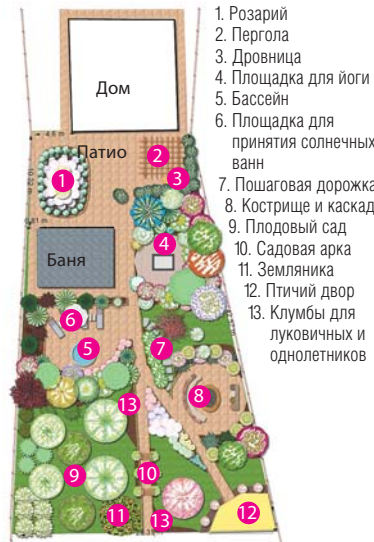 Дом
Патио
Баня
4,6 m
1
2
3
4
5
6
7
8
9
10
11
12
13
13
1. Розарий
2. Пергола
3. Дровница
4. Площадка для йоги
5. Бассейн
6. Площадка для
принятия солнечных
ванн
7. Пошаговая дорожка
8. Кострище и каскад
9. Плодовый сад
10. Садовая арка
11. Земляника
12. Птичий двор
13. Клумбы для
луковичных и
однолетников